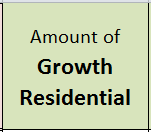 Amount of
Growth
Residential